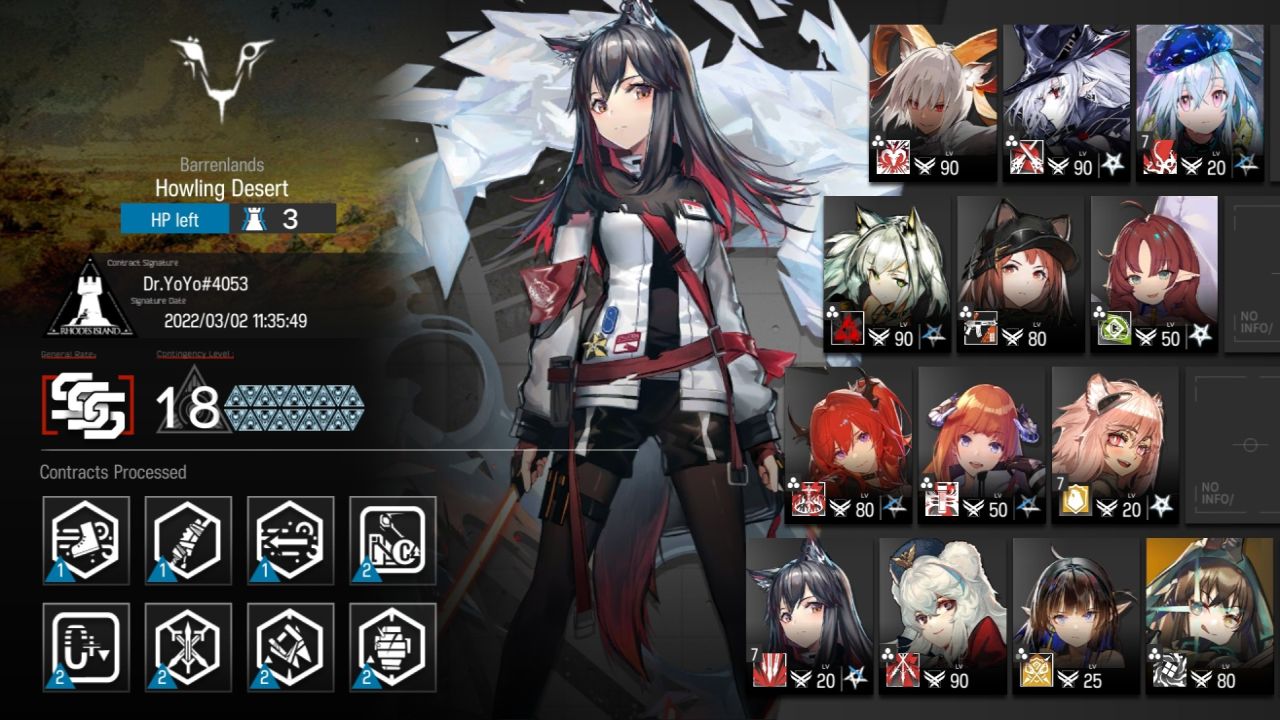 Barrenlands
Howling Desert
HP left 3
Contract Signature
Dr.YoYo#4053
Signature Date
2022/03/02 11:35:49
RHODES ISLAND
General Rate:
Contingency Level:
SSS
18
Contracts Processed
1 1 1 2
2 2 2 2
LV 90
LV 90
7 LV 20
LV 90
LV 80
LV 50
NO INFO/
LV 80
LV 50
7 LV 20
NO INFO/
7 LV 20
LV 90
LV 25
LV 80